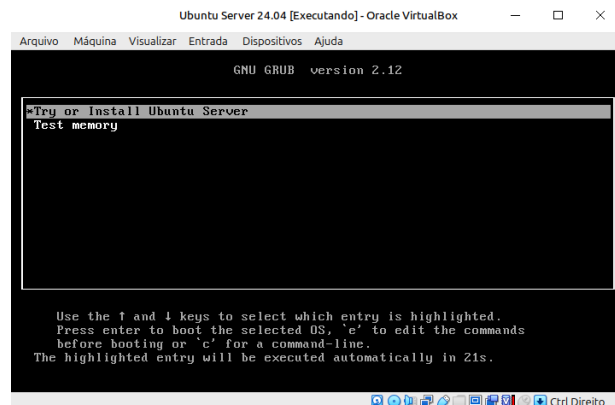 Ubuntu Server 24.04 [Executando] - Oracle VirtualBox
Arquivo Máquina Visualizar Entrada Dispositivos Ajuda
GNU GRUB version 2.12
*Try or Install Ubuntu Server
Test memory
Use the ↑ and ↓ keys to select which entry is highlighted.
Press enter to boot the selected OS, `e' to edit the commands
before booting or `c' for a command-line.
The highlighted entry will be executed automatically in 21s.
Ctrl Direito